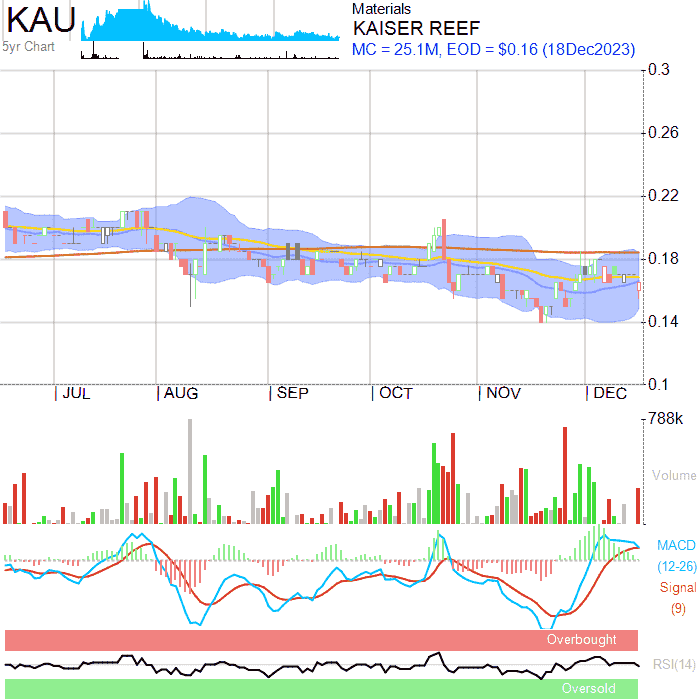 KAU
5yr Chart
Materials
KAISER REEF
MC = 25.1M, EOD = $0.16 (18Dec2023)
0.3
0.26
0.22
0.18
0.14
0.1
JUL AUG SEP OCT NOV DEC
788k
Volume
MACD
(12-26)
Signal
(9)
Overbought
RSI(14)
Oversold